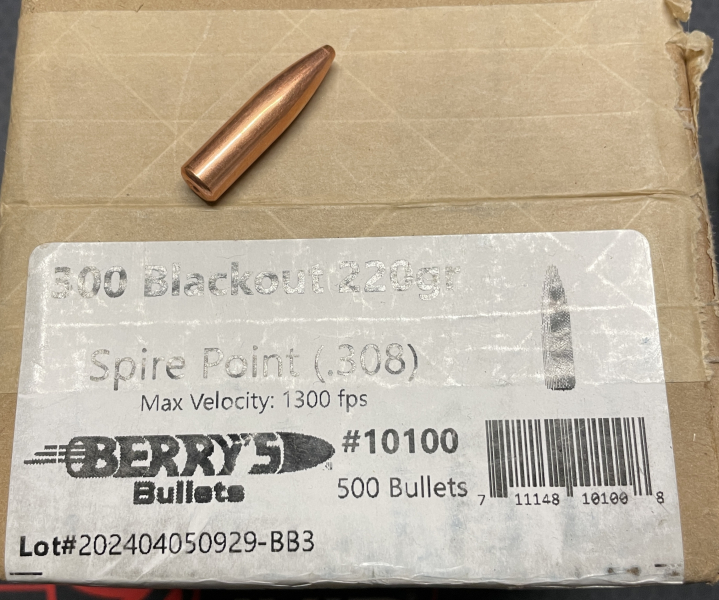 300 Blackout 220gr
Spire Point (.308)
Max Velocity: 1300 fps
BERRY'S
Bullets
#10100
500 Bullets
7 11148 10100 8
Lot#202404050929-BB3